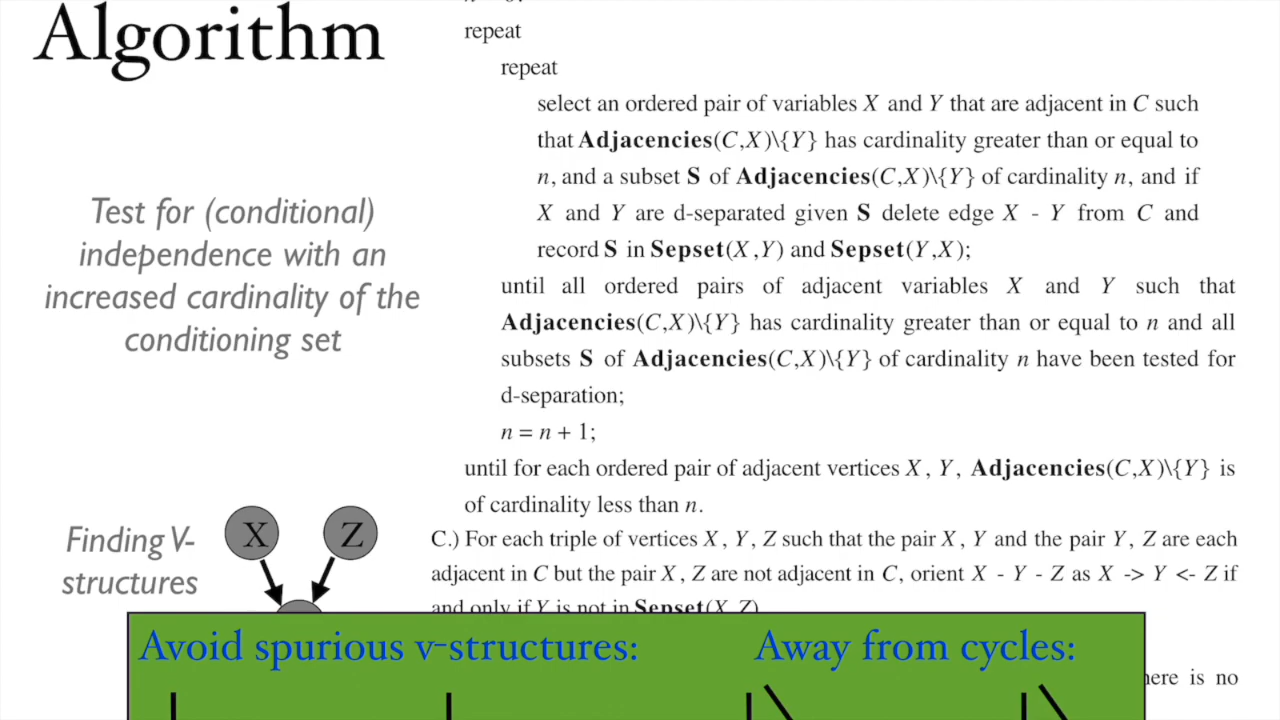 Algorithm
repeat
repeat
select an ordered pair of variables X and Y that are adjacent in C such
that Adjacencies(C,X)\{Y} has cardinality greater than or equal to
n, and a subset S of Adjacencies(C,X)\{Y} of cardinality n, and if
X and Y are d-separated given S delete edge X - Y from C and
record S in Sepset(X,Y) and Sepset(Y,X);
until all ordered pairs of adjacent variables X and Y such that
Adjacencies(C,X)\{Y} has cardinality greater than or equal to n and all
subsets S of Adjacencies(C,X)\{Y} of cardinality n have been tested for
d-separation;
n = n + 1;
until for each ordered pair of adjacent vertices X, Y, Adjacencies(C,X)\{Y} is
of cardinality less than n.
Test for (conditional)
independence with an
increased cardinality of the
conditioning set
Finding V-
structures
X Z
C.) For each triple of vertices X, Y, Z such that the pair X, Y and the pair Y, Z are each
adjacent in C but the pair X, Z are not adjacent in C, orient X - Y - Z as X -> Y <- Z if
and only if Y is not in Sepset(X,Z)
Avoid spurious v-structures:
Away from cycles:
here is no